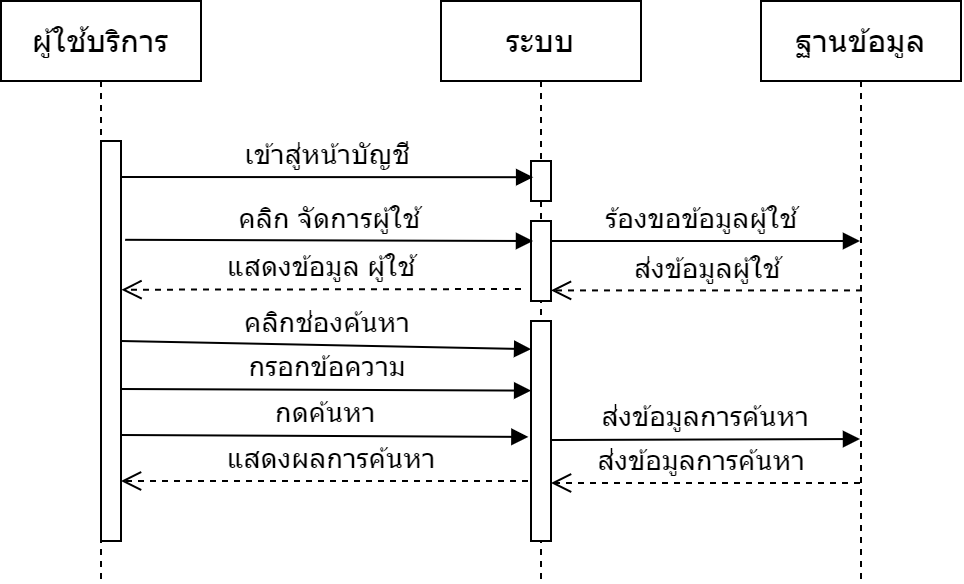 ผู้ใช้บริการ
ระบบ
ฐานข้อมูล
เข้าสู่หน้าบัญชี
คลิก จัดการผู้ใช้
ร้องขอข้อมูลผู้ใช้
แสดงข้อมูล ผู้ใช้
ส่งข้อมูลผู้ใช้
คลิกช่องค้นหา
กรอกข้อความ
กดค้นหา
ส่งข้อมูลการค้นหา
แสดงผลการค้นหา
ส่งข้อมูลการค้นหา